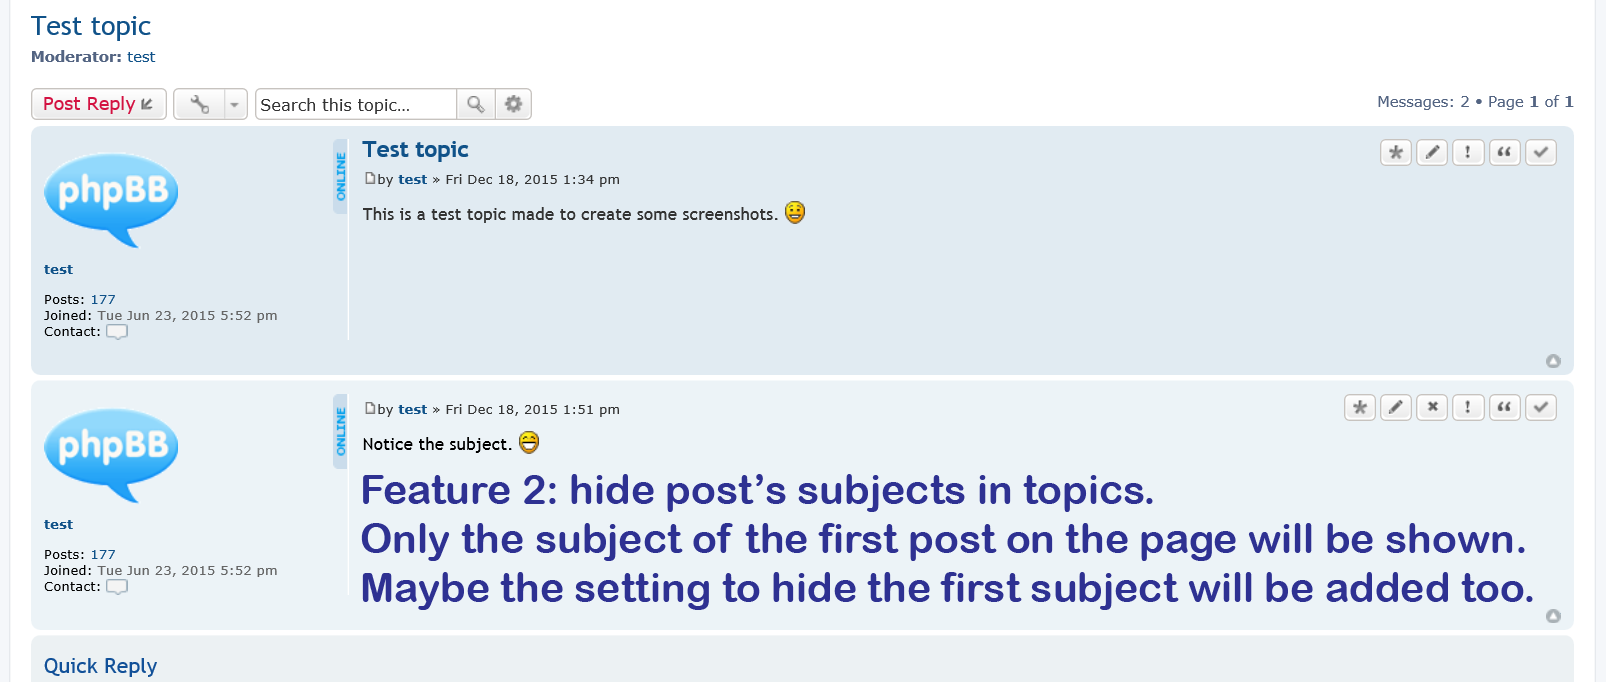 Test topic
Moderator: test
Post Reply
Search this topic...
Messages: 2 • Page 1 of 1
phpBB
ONLINE
Test topic
by test » Fri Dec 18, 2015 1:34 pm
This is a test topic made to create some screenshots.
test
Posts: 177
Joined: Tue Jun 23, 2015 5:52 pm
Contact:
phpBB
ONLINE
by test » Fri Dec 18, 2015 1:51 pm
Notice the subject.
Feature 2: hide post’s subjects in topics.
Only the subject of the first post on the page will be shown.
Maybe the setting to hide the first subject will be added too.
test
Posts: 177
Joined: Tue Jun 23, 2015 5:52 pm
Contact:
Quick Reply